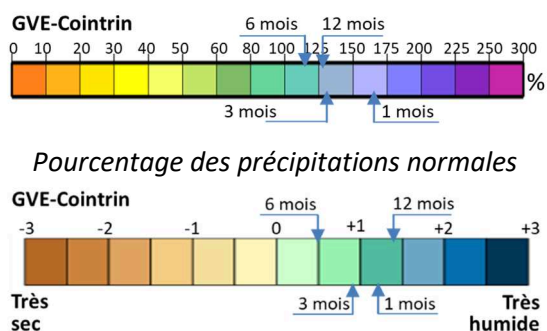 GVE-Cointrin
6 mois 12 mois
0 10 20 30 40 50 60 80 100 125 150 175 200 225 250 300
%
3 mois 1 mois
Pourcentage des précipitations normales
GVE-Cointrin
6 mois 12 mois
-3 -2 -1 0 +1 +2 +3
Très sec
3 mois 1 mois
Très humide